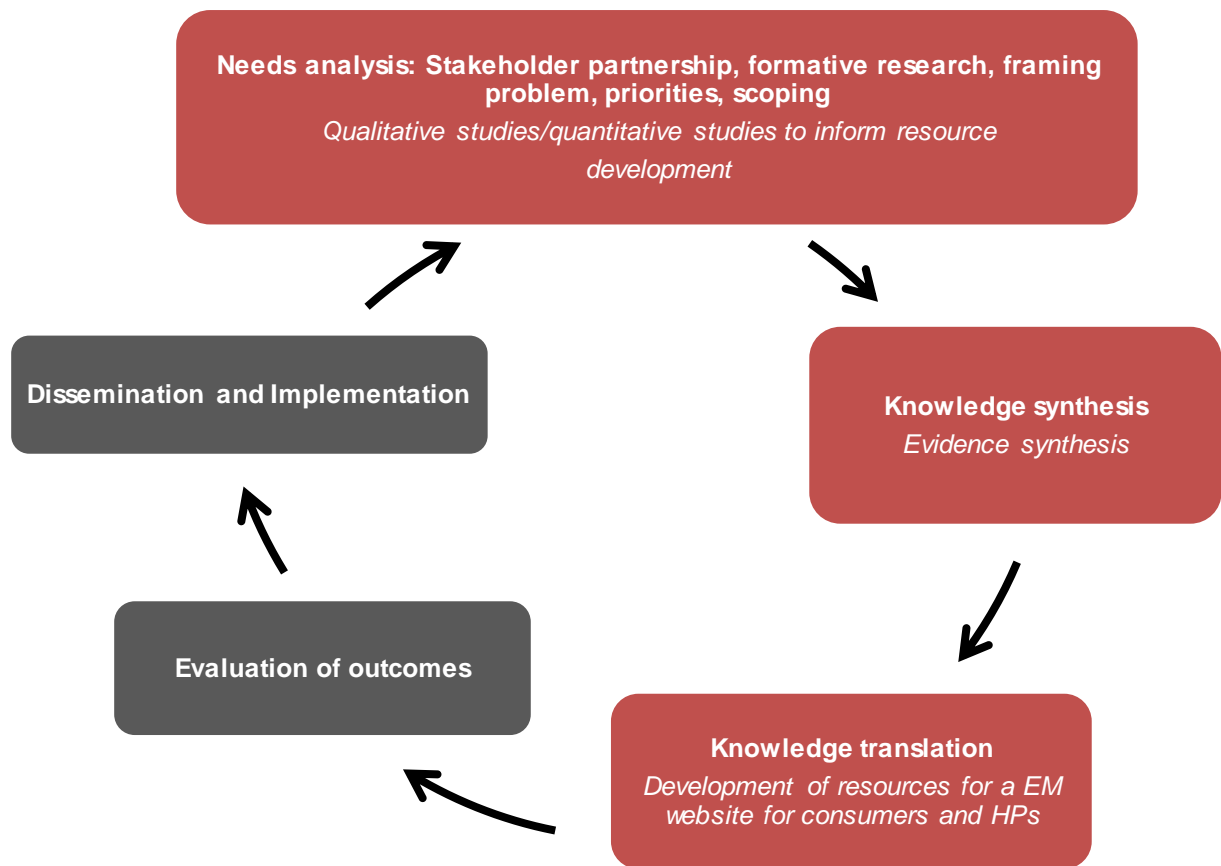 Needs analysis: Stakeholder partnership, formative research, framing
problem, priorities, scoping
Qualitative studies/quantitative studies to inform resource
development
Dissemination and Implementation
Knowledge synthesis
Evidence synthesis
Evaluation of outcomes
Knowledge translation
Development of resources for a EM
website for consumers and HPs